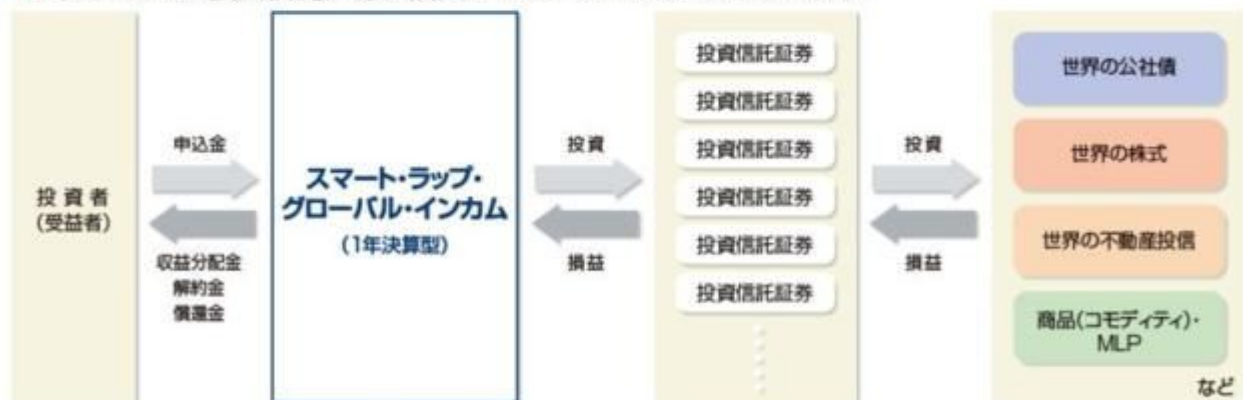 投資者
(受益者)
申込金
収益分配金
解約金
償還金
スマート・ラップ・
グローバル・インカム
(1年決算型)
投資
損益
投資信託証券
投資信託証券
投資信託証券
投資信託証券
投資信託証券
投資信託証券
投資
損益
世界の公社債
世界の株式
世界の不動産投信
商品(コモディティ)・
MLP
など